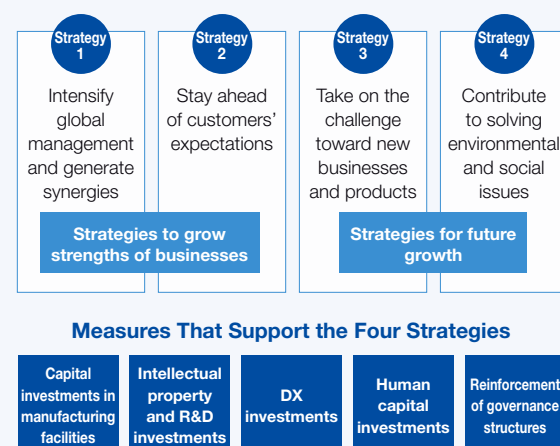 Strategy
1
Intensify
global
management
and generate
synergies
Strategy
2
Stay ahead
of customers'
expectations
Strategy
3
Take on the
challenge
toward new
businesses
and products
Strategy
4
Contribute
to solving
environmental
and social
issues
Strategies to grow
strengths of businesses
Strategies for future
growth
Measures That Support the Four Strategies
Capital
investments in
manufacturing
facilities
Intellectual
property
and R&D
investments
DX
investments
Human
capital
investments
Reinforcement
of governance
structures